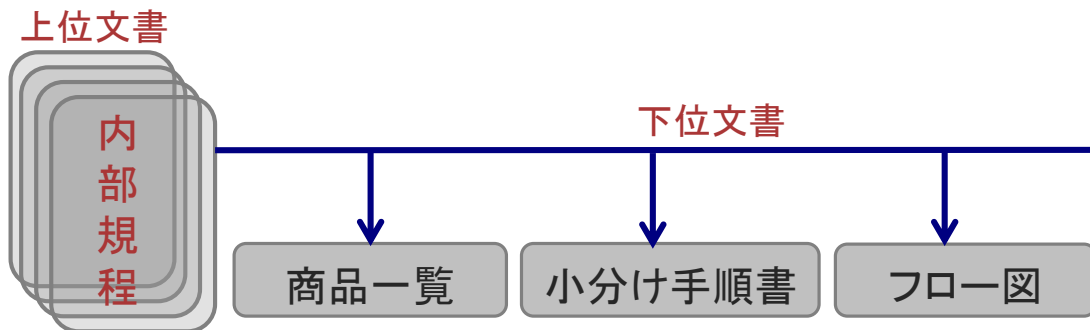 上位文書
内部規程
下位文書
商品一覧
小分け手順書
フロー図